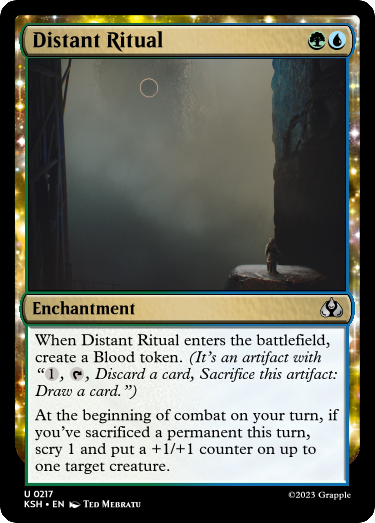 Distant Ritual
Enchantment
When Distant Ritual enters the battlefield,
create a Blood token. (It's an artifact with
“1, , Discard a card, Sacrifice this artifact:
Draw a card.”)
At the beginning of combat on your turn, if
you've sacrificed a permanent this turn,
scry 1 and put a +1/+1 counter on up to
one target creature.
U 0217
KSH • EN Ted Mebratu
©2023 Grapple